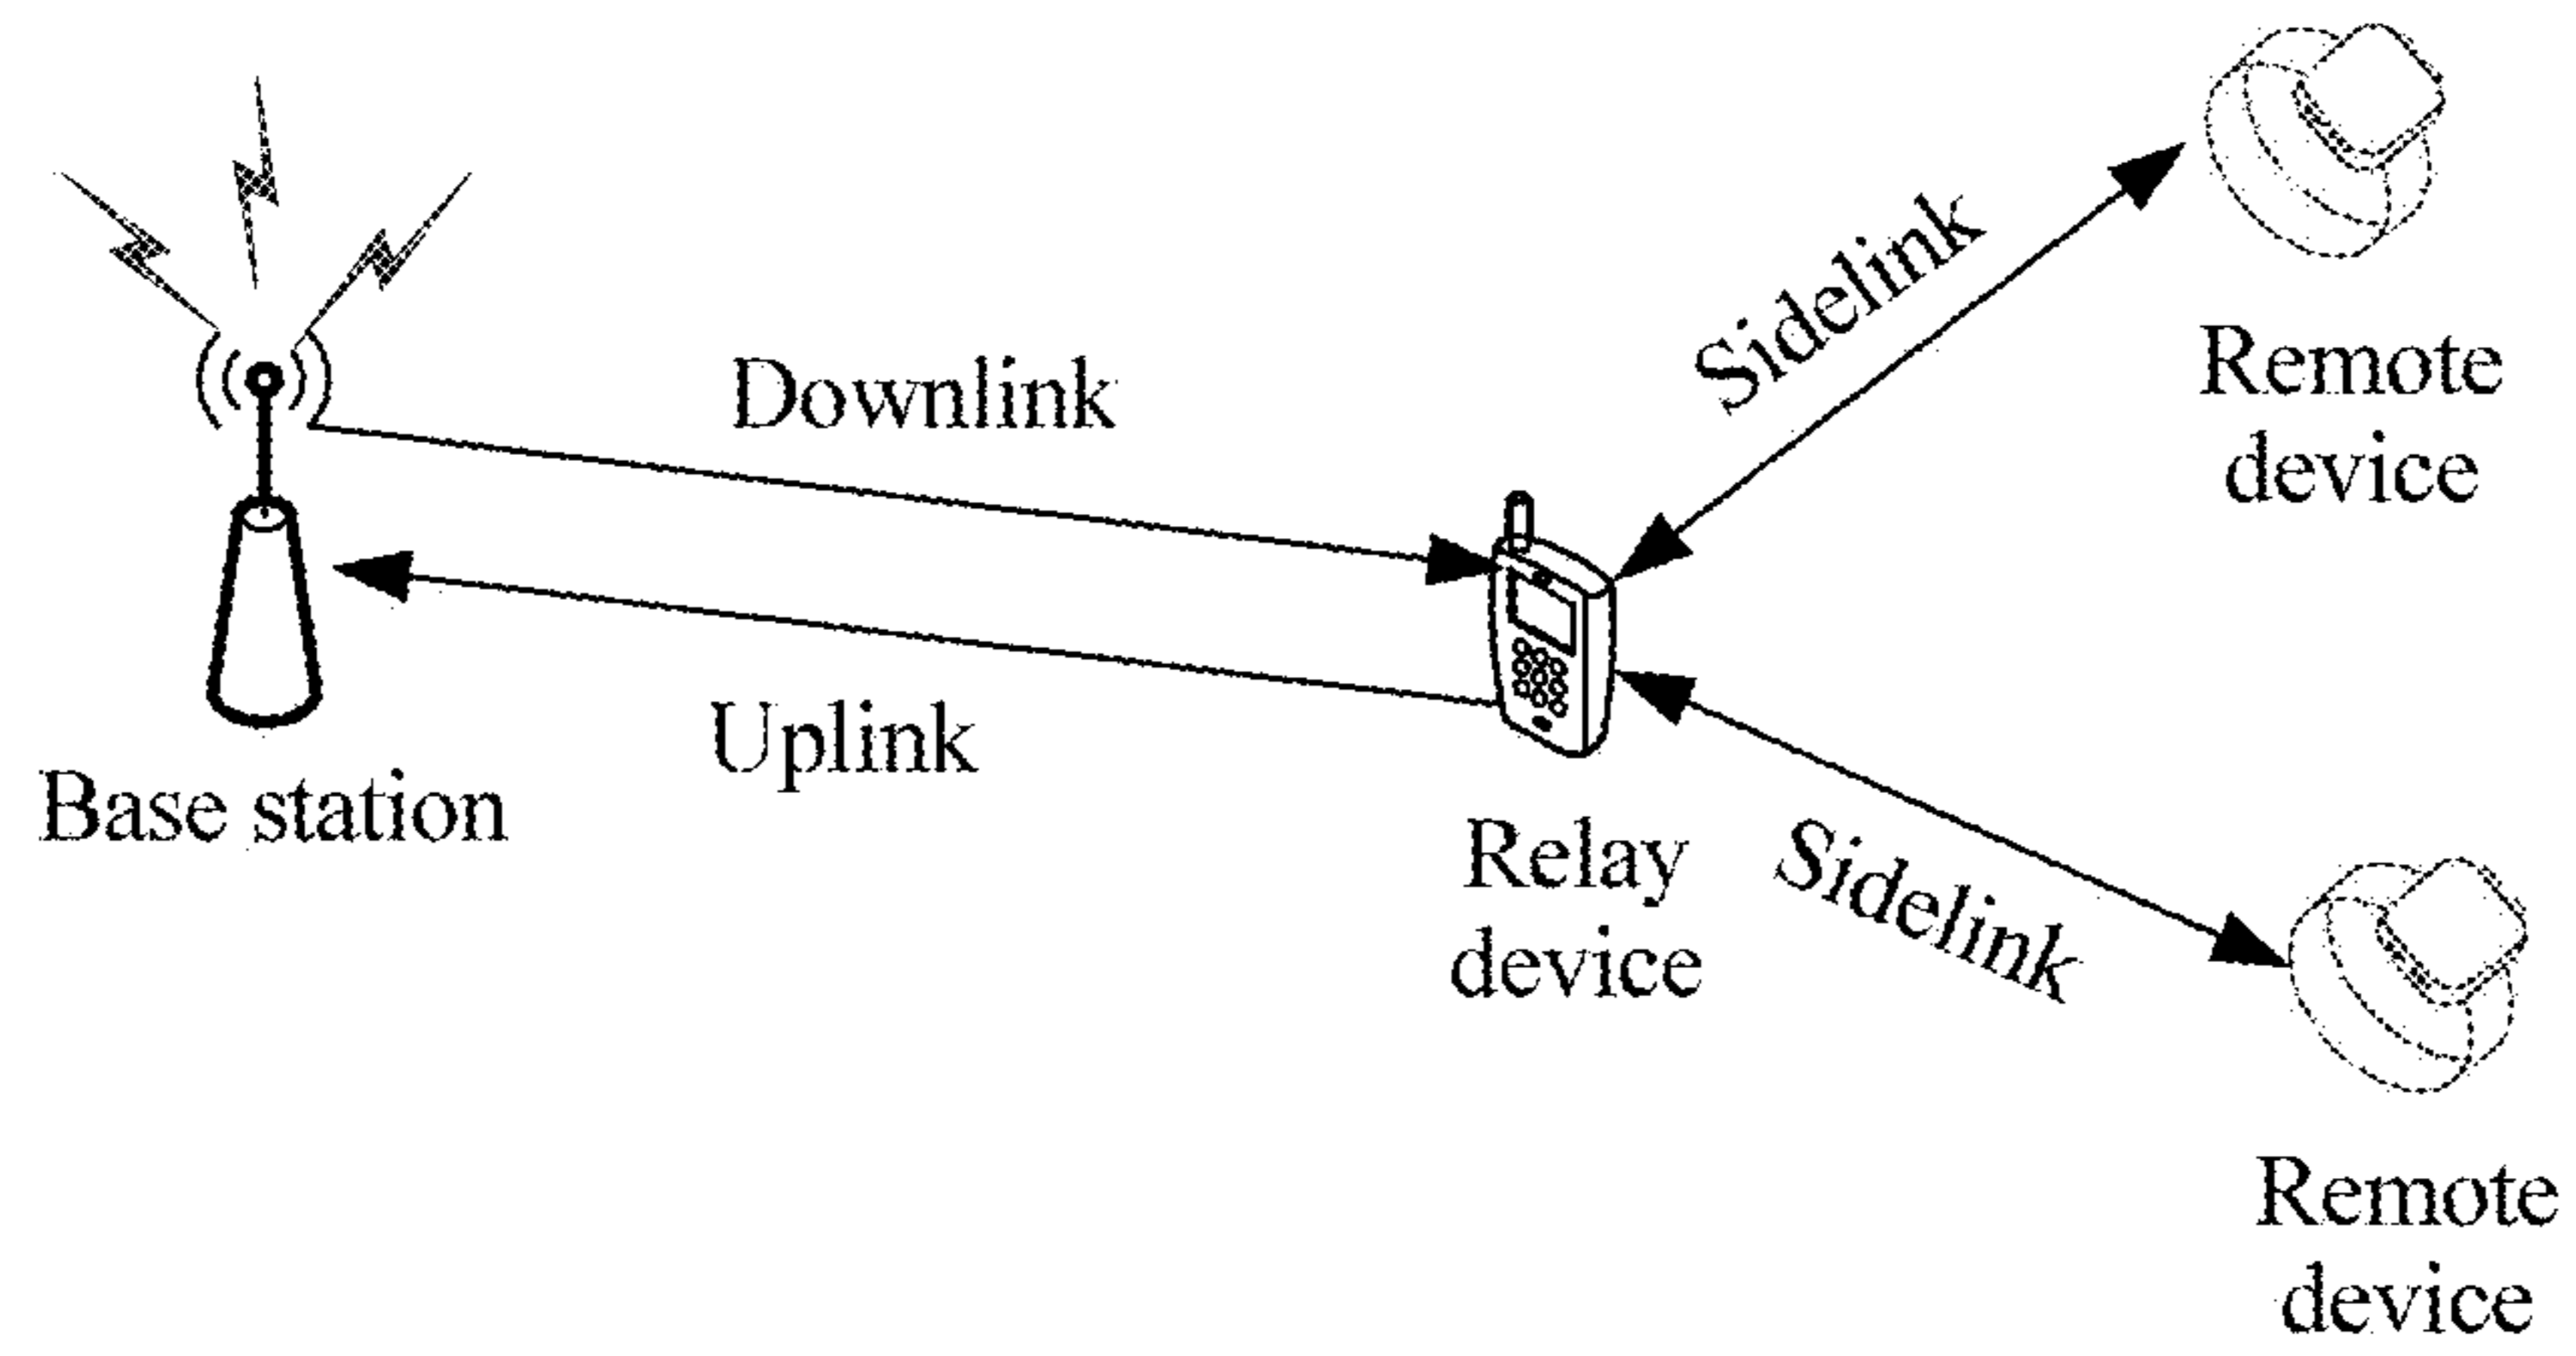 Sidelink
Remote
device
Downlink
Uplink
Base station
Relay
device
Sidelink
Remote
device